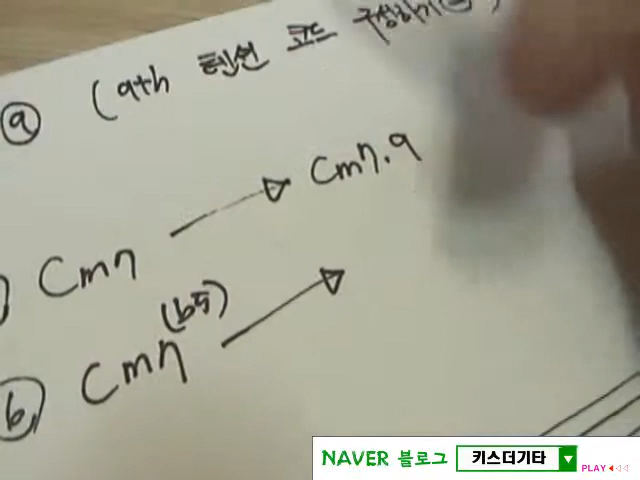 ⓐ (9th 텐션 코드 구성하기
) Cm7 → Cm7.9
ⓑ Cm7(b5) →
NAVER 블로그 키스더기타
PLAY